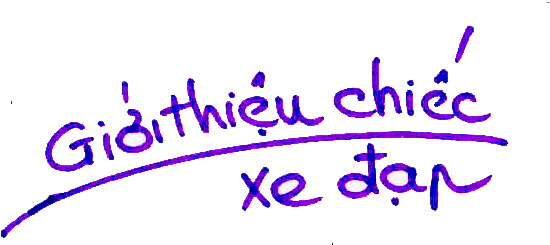 Giới thiệu chiếc
xe đạp